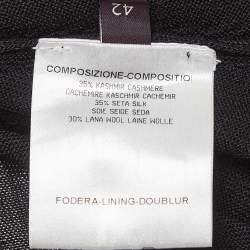 42
COMPOSIZIONE-COMPOSITIO
35% KASHMIR CASHMERE
CACHEMIRE KASCHMIR CACHEMIR
35% SETA SILK
SOIE SEIDE SEDA
30% LANA WOOL LAINE WOLLE
FODERA-LINING-DOUBLUR